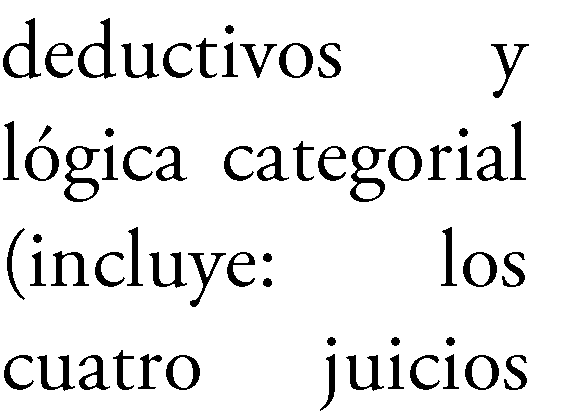 deductivos y
lógica categorial
(incluye: los
cuatro juicios